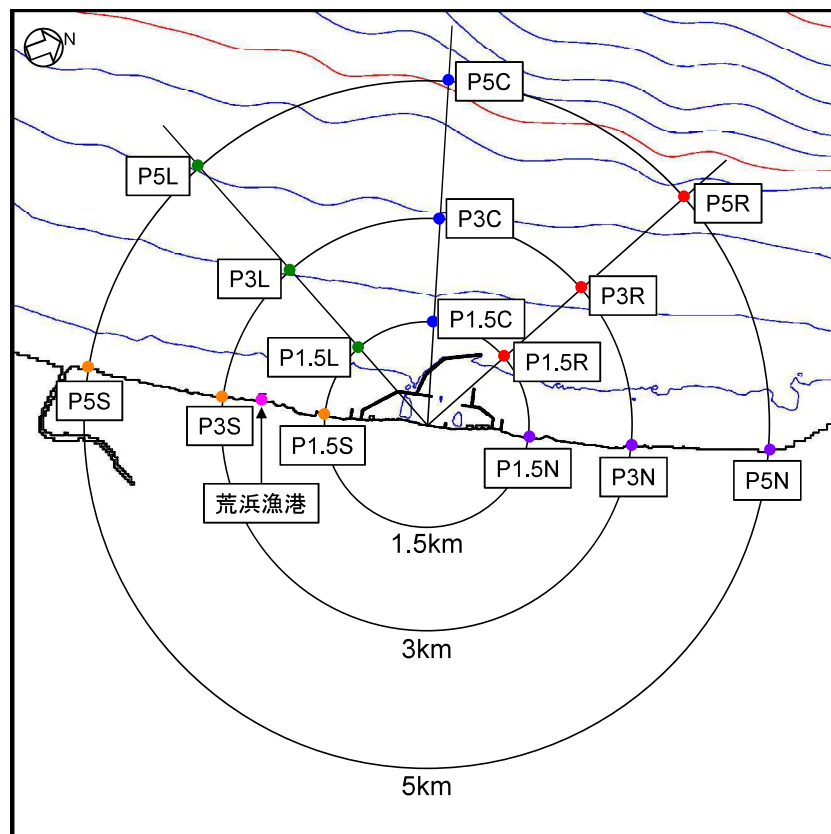 N
P5C
P5L
P5R
P3C
P3L
P3R
P1.5C
P1.5L
P1.5R
P5S
P3S
P1.5S
P1.5N
P3N
P5N
荒浜漁港
1.5km
3km
5km